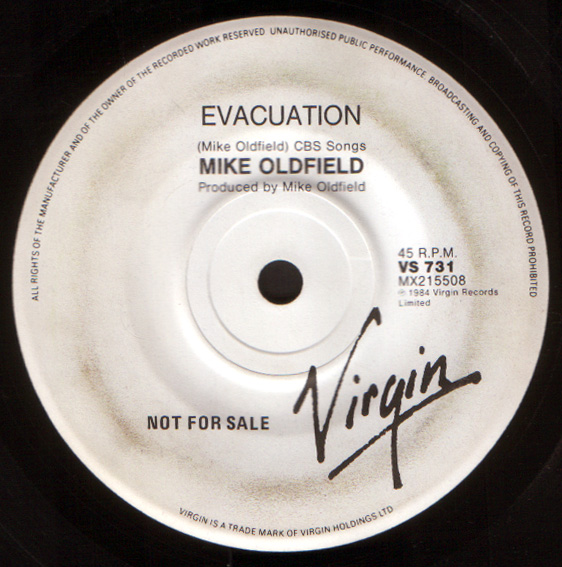 ALL RIGHTS OF THE MANUFACTURER AND OF THE OWNER OF THE RECORDED WORK RESERVED UNAUTHORISED PUBLIC PERFORMANCE, BROADCASTING AND COPYING OF THIS RECORD PROHIBITED
EVACUATION
(Mike Oldfield) CBS Songs
MIKE OLDFIELD
Produced by Mike Oldfield
45 R.P.M.
VS 731
MX215508
℗ 1984 Virgin Records
Limited
Virgin
NOT FOR SALE
VIRGIN IS A TRADE MARK OF VIRGIN HOLDINGS LTD